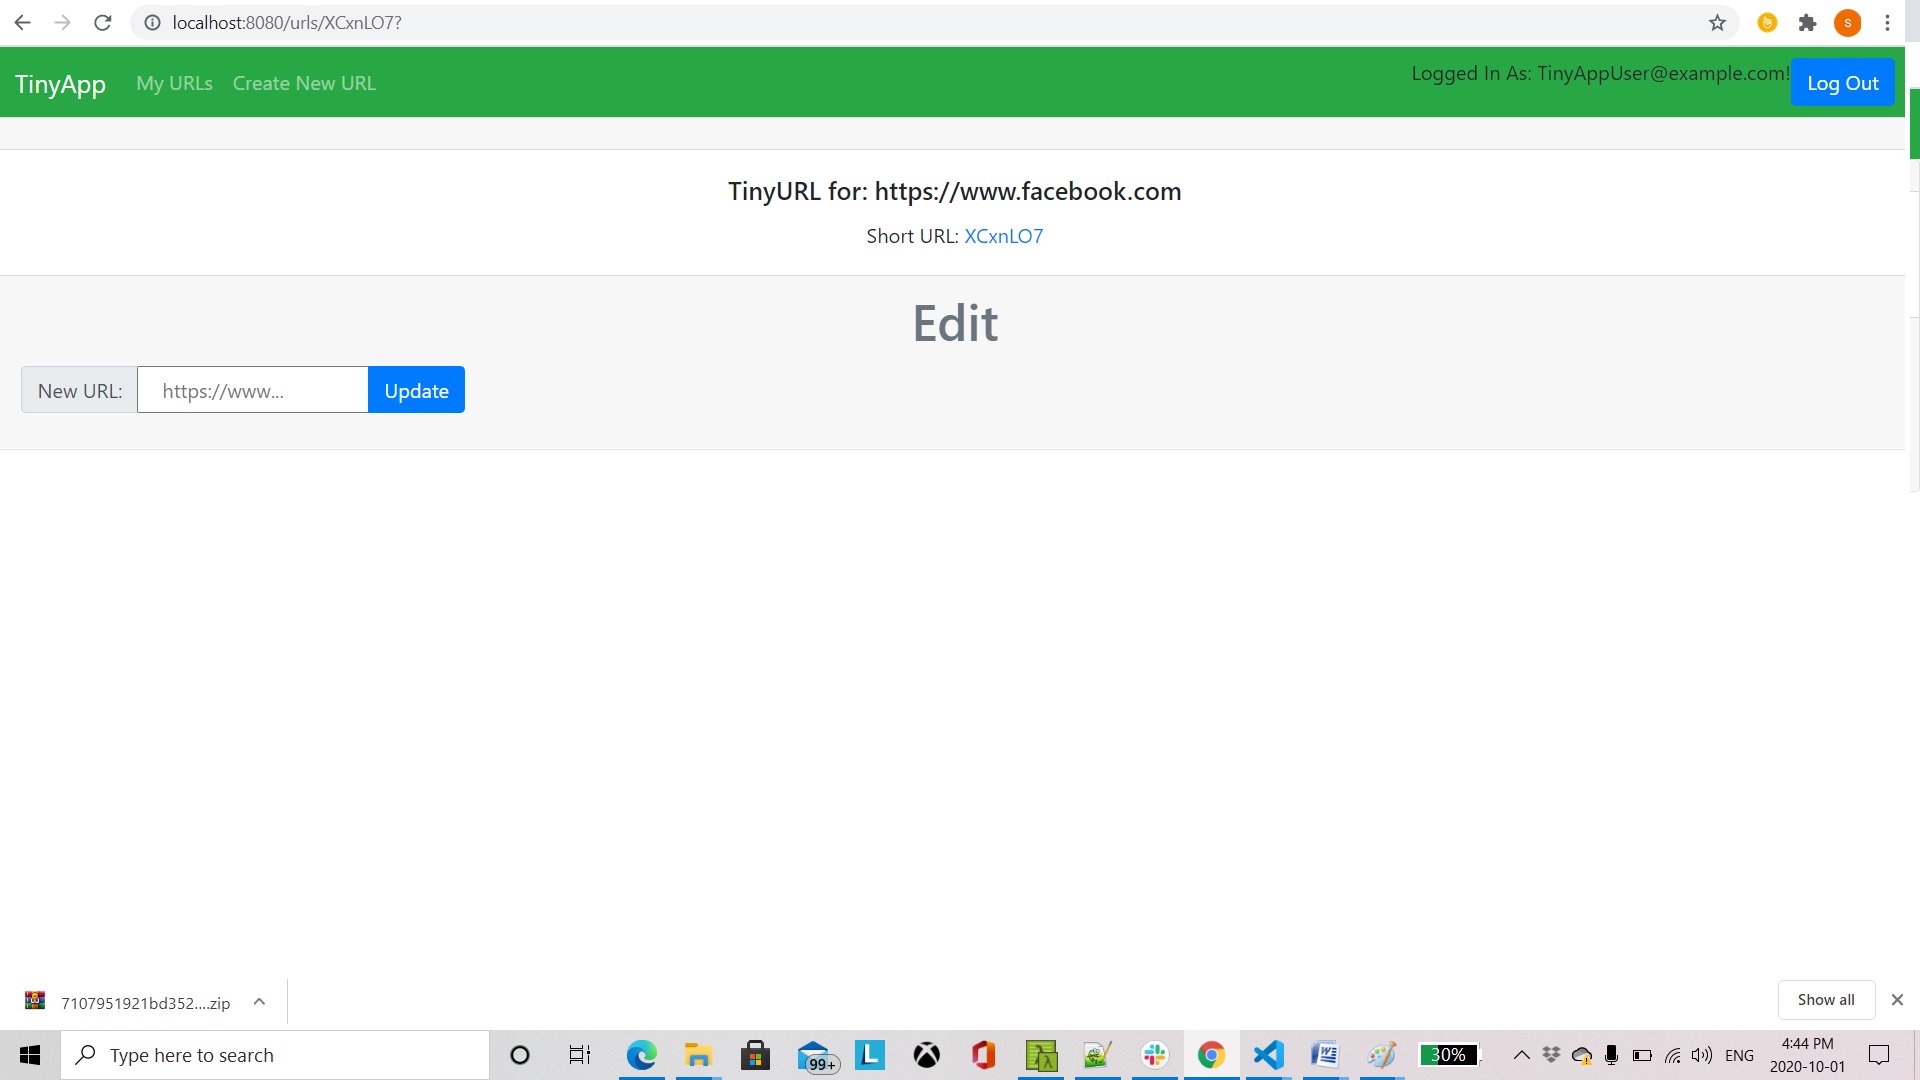 localhost:8080/urls/XCxnLO7?
S
TinyApp My URLs Create New URL Logged In As: TinyAppUser@example.com! Log Out
TinyURL for: https://www.facebook.com
Short URL: XCxnLO7
Edit
New URL: https://www... Update
7107951921bd352....zip Show all
Type here to search 99+ L 30% ENG 4:44 PM
2020-10-01